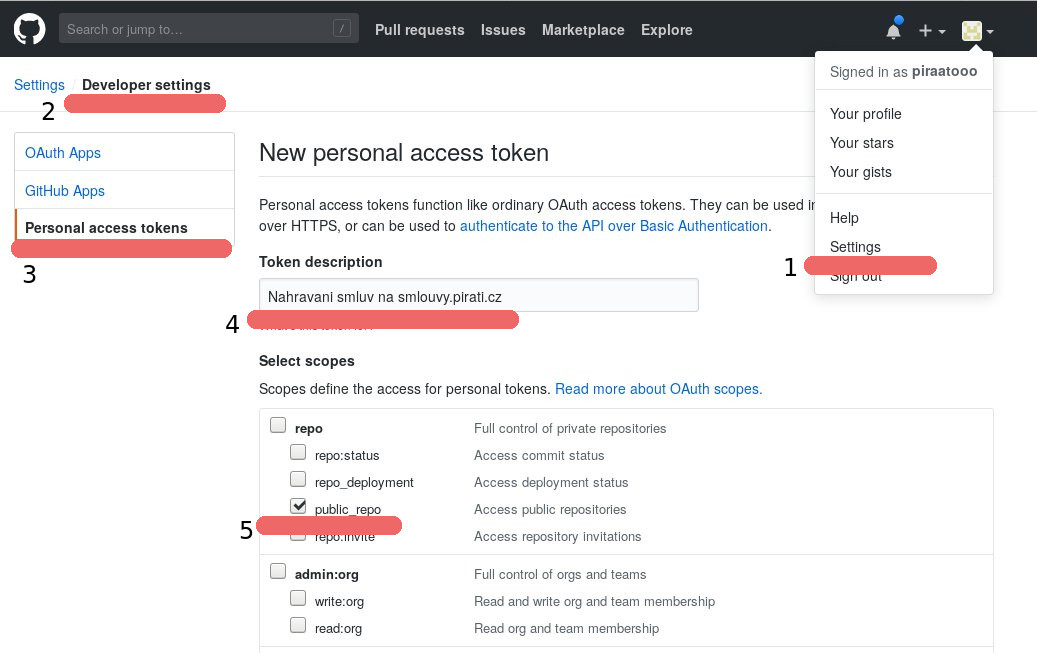 Search or jump to… /
Pull requests Issues Marketplace Explore
Signed in as piraatooo
Your profile
Your stars
Your gists
Help
Settings
1
Sign out
Settings / Developer settings
2
OAuth Apps
GitHub Apps
Personal access tokens
3
New personal access token
Personal access tokens function like ordinary OAuth access tokens. They can be used
over HTTPS, or can be used to authenticate to the API over Basic Authentication.
Token description
Nahravani smluv na smlouvy.pirati.cz
4
Select scopes
Scopes define the access for personal tokens. Read more about OAuth scopes.
repo Full control of private repositories
repo:status Access commit status
repo_deployment Access deployment status
public_repo Access public repositories
5
repo:invite Access repository invitations
admin:org Full control of orgs and teams
write:org Read and write org and team membership
read:org Read org and team membership